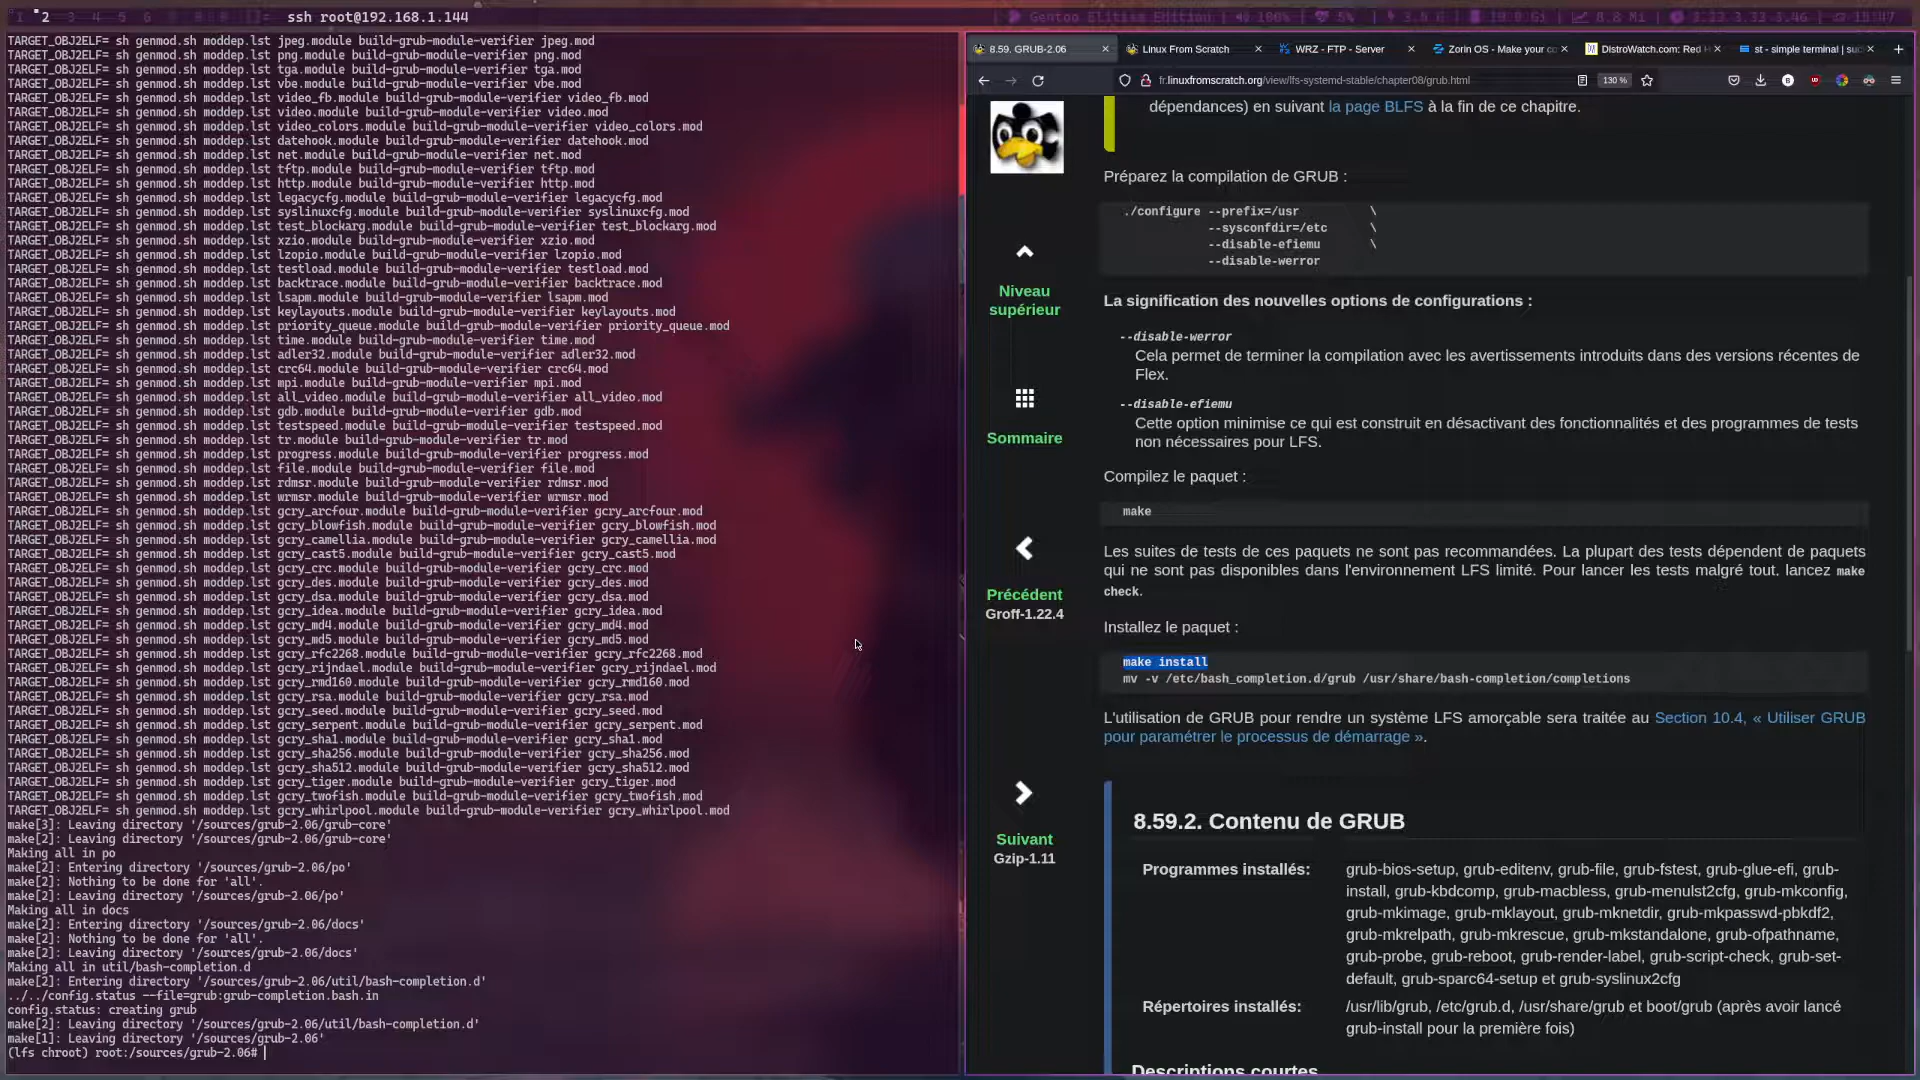 2 3 4 5 6
ssh root@192.168.1.144
Gentoo Elitiss Edition
TARGET_OBJ2ELF= sh genmod.sh moddep.lst jpeg.module build-grub-module-verifier jpeg.mod
TARGET_OBJ2ELF= sh genmod.sh moddep.lst png.module build-grub-module-verifier png.mod
TARGET_OBJ2ELF= sh genmod.sh moddep.lst tga.module build-grub-module-verifier tga.mod
TARGET_OBJ2ELF= sh genmod.sh moddep.lst vbe.module build-grub-module-verifier vbe.mod
TARGET_OBJ2ELF= sh genmod.sh moddep.lst video_fb.module build-grub-module-verifier video_fb.mod
TARGET_OBJ2ELF= sh genmod.sh moddep.lst video.module build-grub-module-verifier video.mod
TARGET_OBJ2ELF= sh genmod.sh moddep.lst video_colors.module build-grub-module-verifier video_colors.mod
TARGET_OBJ2ELF= sh genmod.sh moddep.lst datehook.module build-grub-module-verifier datehook.mod
TARGET_OBJ2ELF= sh genmod.sh moddep.lst net.module build-grub-module-verifier net.mod
TARGET_OBJ2ELF= sh genmod.sh moddep.lst tftp.module build-grub-module-verifier tftp.mod
TARGET_OBJ2ELF= sh genmod.sh moddep.lst http.module build-grub-module-verifier http.mod
TARGET_OBJ2ELF= sh genmod.sh moddep.lst legacycfg.module build-grub-module-verifier legacycfg.mod
TARGET_OBJ2ELF= sh genmod.sh moddep.lst syslinuxcfg.module build-grub-module-verifier syslinuxcfg.mod
TARGET_OBJ2ELF= sh genmod.sh moddep.lst test_blockarg.module build-grub-module-verifier test_blockarg.mod
TARGET_OBJ2ELF= sh genmod.sh moddep.lst xzio.module build-grub-module-verifier xzio.mod
TARGET_OBJ2ELF= sh genmod.sh moddep.lst lzopio.module build-grub-module-verifier lzopio.mod
TARGET_OBJ2ELF= sh genmod.sh moddep.lst testload.module build-grub-module-verifier testload.mod
TARGET_OBJ2ELF= sh genmod.sh moddep.lst backtrace.module build-grub-module-verifier backtrace.mod
TARGET_OBJ2ELF= sh genmod.sh moddep.lst lsapm.module build-grub-module-verifier lsapm.mod
TARGET_OBJ2ELF= sh genmod.sh moddep.lst keylayouts.module build-grub-module-verifier keylayouts.mod
TARGET_OBJ2ELF= sh genmod.sh moddep.lst priority_queue.module build-grub-module-verifier priority_queue.mod
TARGET_OBJ2ELF= sh genmod.sh moddep.lst time.module build-grub-module-verifier time.mod
TARGET_OBJ2ELF= sh genmod.sh moddep.lst adler32.module build-grub-module-verifier adler32.mod
TARGET_OBJ2ELF= sh genmod.sh moddep.lst crc64.module build-grub-module-verifier crc64.mod
TARGET_OBJ2ELF= sh genmod.sh moddep.lst mpi.module build-grub-module-verifier mpi.mod
TARGET_OBJ2ELF= sh genmod.sh moddep.lst all_video.module build-grub-module-verifier all_video.mod
TARGET_OBJ2ELF= sh genmod.sh moddep.lst gdb.module build-grub-module-verifier gdb.mod
TARGET_OBJ2ELF= sh genmod.sh moddep.lst testspeed.module build-grub-module-verifier testspeed.mod
TARGET_OBJ2ELF= sh genmod.sh moddep.lst tr.module build-grub-module-verifier tr.mod
TARGET_OBJ2ELF= sh genmod.sh moddep.lst progress.module build-grub-module-verifier progress.mod
TARGET_OBJ2ELF= sh genmod.sh moddep.lst file.module build-grub-module-verifier file.mod
TARGET_OBJ2ELF= sh genmod.sh moddep.lst rdmsr.module build-grub-module-verifier rdmsr.mod
TARGET_OBJ2ELF= sh genmod.sh moddep.lst wrmsr.module build-grub-module-verifier wrmsr.mod
TARGET_OBJ2ELF= sh genmod.sh moddep.lst gcry_arcfour.module build-grub-module-verifier gcry_arcfour.mod
TARGET_OBJ2ELF= sh genmod.sh moddep.lst gcry_blowfish.module build-grub-module-verifier gcry_blowfish.mod
TARGET_OBJ2ELF= sh genmod.sh moddep.lst gcry_camellia.module build-grub-module-verifier gcry_camellia.mod
TARGET_OBJ2ELF= sh genmod.sh moddep.lst gcry_cast5.module build-grub-module-verifier gcry_cast5.mod
TARGET_OBJ2ELF= sh genmod.sh moddep.lst gcry_crc.module build-grub-module-verifier gcry_crc.mod
TARGET_OBJ2ELF= sh genmod.sh moddep.lst gcry_des.module build-grub-module-verifier gcry_des.mod
TARGET_OBJ2ELF= sh genmod.sh moddep.lst gcry_dsa.module build-grub-module-verifier gcry_dsa.mod
TARGET_OBJ2ELF= sh genmod.sh moddep.lst gcry_idea.module build-grub-module-verifier gcry_idea.mod
TARGET_OBJ2ELF= sh genmod.sh moddep.lst gcry_md4.module build-grub-module-verifier gcry_md4.mod
TARGET_OBJ2ELF= sh genmod.sh moddep.lst gcry_md5.module build-grub-module-verifier gcry_md5.mod
TARGET_OBJ2ELF= sh genmod.sh moddep.lst gcry_rfc2268.module build-grub-module-verifier gcry_rfc2268.mod
TARGET_OBJ2ELF= sh genmod.sh moddep.lst gcry_rijndael.module build-grub-module-verifier gcry_rijndael.mod
TARGET_OBJ2ELF= sh genmod.sh moddep.lst gcry_rmd160.module build-grub-module-verifier gcry_rmd160.mod
TARGET_OBJ2ELF= sh genmod.sh moddep.lst gcry_rsa.module build-grub-module-verifier gcry_rsa.mod
TARGET_OBJ2ELF= sh genmod.sh moddep.lst gcry_seed.module build-grub-module-verifier gcry_seed.mod
TARGET_OBJ2ELF= sh genmod.sh moddep.lst gcry_serpent.module build-grub-module-verifier gcry_serpent.mod
TARGET_OBJ2ELF= sh genmod.sh moddep.lst gcry_sha1.module build-grub-module-verifier gcry_sha1.mod
TARGET_OBJ2ELF= sh genmod.sh moddep.lst gcry_sha256.module build-grub-module-verifier gcry_sha256.mod
TARGET_OBJ2ELF= sh genmod.sh moddep.lst gcry_sha512.module build-grub-module-verifier gcry_sha512.mod
TARGET_OBJ2ELF= sh genmod.sh moddep.lst gcry_tiger.module build-grub-module-verifier gcry_tiger.mod
TARGET_OBJ2ELF= sh genmod.sh moddep.lst gcry_twofish.module build-grub-module-verifier gcry_twofish.mod
TARGET_OBJ2ELF= sh genmod.sh moddep.lst gcry_whirlpool.module build-grub-module-verifier gcry_whirlpool.mod
make[3]: Leaving directory '/sources/grub-2.06/grub-core'
make[2]: Leaving directory '/sources/grub-2.06/grub-core'
Making all in po
make[2]: Entering directory '/sources/grub-2.06/po'
make[2]: Nothing to be done for 'all'.
make[2]: Leaving directory '/sources/grub-2.06/po'
Making all in docs
make[2]: Entering directory '/sources/grub-2.06/docs'
make[2]: Nothing to be done for 'all'.
make[2]: Leaving directory '/sources/grub-2.06/docs'
Making all in util/bash-completion.d
make[2]: Entering directory '/sources/grub-2.06/util/bash-completion.d'
../../config.status --file=grub:grub-completion.bash.in
config.status: creating grub
make[2]: Leaving directory '/sources/grub-2.06/util/bash-completion.d'
make[1]: Leaving directory '/sources/grub-2.06'
(lfs chroot) root:/sources/grub-2.06#
8.59. GRUB-2.06
Linux From Scratch
WRZ - FTP - Server
Zorin OS - Make your co
DistroWatch.com: Red H
st - simple terminal | suc
fr.linuxfromscratch.org/view/lfs-systemd-stable/chapter08/grub.html
130 %
dépendances) en suivant la page BLFS à la fin de ce chapitre.
Préparez la compilation de GRUB :
./configure --prefix=/usr \
--sysconfdir=/etc \
--disable-efiemu \
--disable-werror
La signification des nouvelles options de configurations :
--disable-werror
Cela permet de terminer la compilation avec les avertissements introduits dans des versions récentes de
Flex.
--disable-efiemu
Cette option minimise ce qui est construit en désactivant des fonctionnalités et des programmes de tests
non nécessaires pour LFS.
Compilez le paquet :
make
Les suites de tests de ces paquets ne sont pas recommandées. La plupart des tests dépendent de paquets
qui ne sont pas disponibles dans l'environnement LFS limité. Pour lancer les tests malgré tout, lancez make
check.
Installez le paquet :
make install
mv -v /etc/bash_completion.d/grub /usr/share/bash-completion/completions
L'utilisation de GRUB pour rendre un système LFS amorçable sera traitée au Section 10.4, « Utiliser GRUB
pour paramétrer le processus de démarrage ».
8.59.2. Contenu de GRUB
Programmes installés:
grub-bios-setup, grub-editenv, grub-file, grub-fstest, grub-glue-efi, grub-
install, grub-kbdcomp, grub-macbless, grub-menulst2cfg, grub-mkconfig,
grub-mkimage, grub-mklayout, grub-mknetdir, grub-mkpasswd-pbkdf2,
grub-mkrelpath, grub-mkrescue, grub-mkstandalone, grub-ofpathname,
grub-probe, grub-reboot, grub-render-label, grub-script-check, grub-set-
default, grub-sparc64-setup et grub-syslinux2cfg
Répertoires installés:
/usr/lib/grub, /etc/grub.d, /usr/share/grub et boot/grub (après avoir lancé
grub-install pour la première fois)
Descriptions courtes
Niveau
supérieur
Sommaire
Précédent
Groff-1.22.4
Suivant
Gzip-1.11